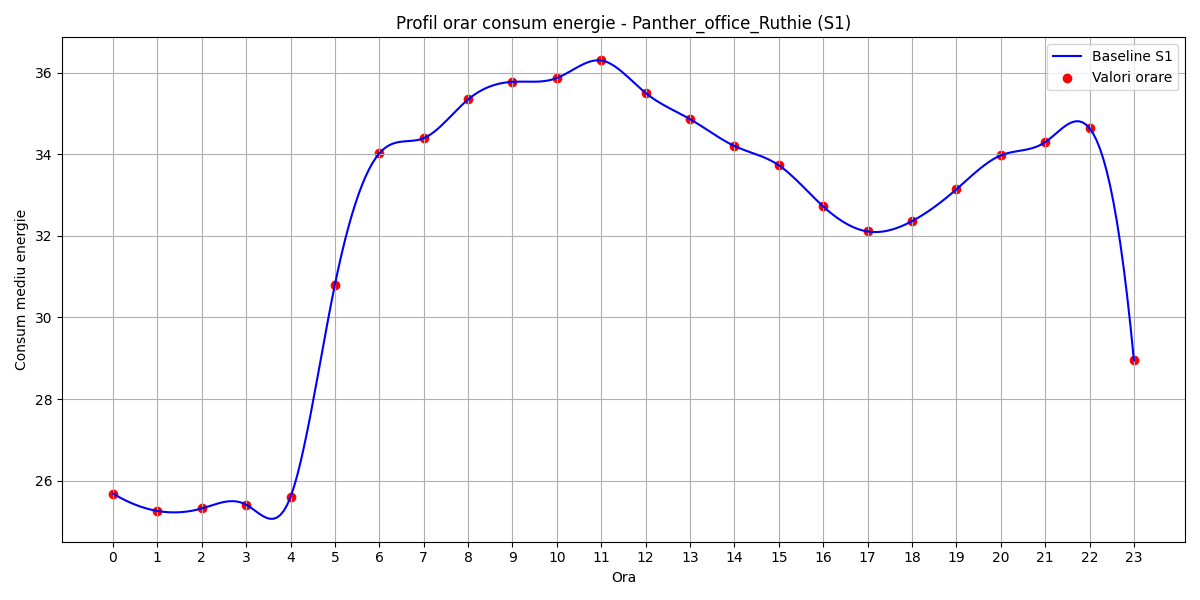 Profil orar consum energie - Panther_office_Ruthie (S1)
Baseline S1
Valori orare
Consum mediu energie
36
34
32
30
28
26
0 1 2 3 4 5 6 7 8 9 10 11 12 13 14 15 16 17 18 19 20 21 22 23
Ora